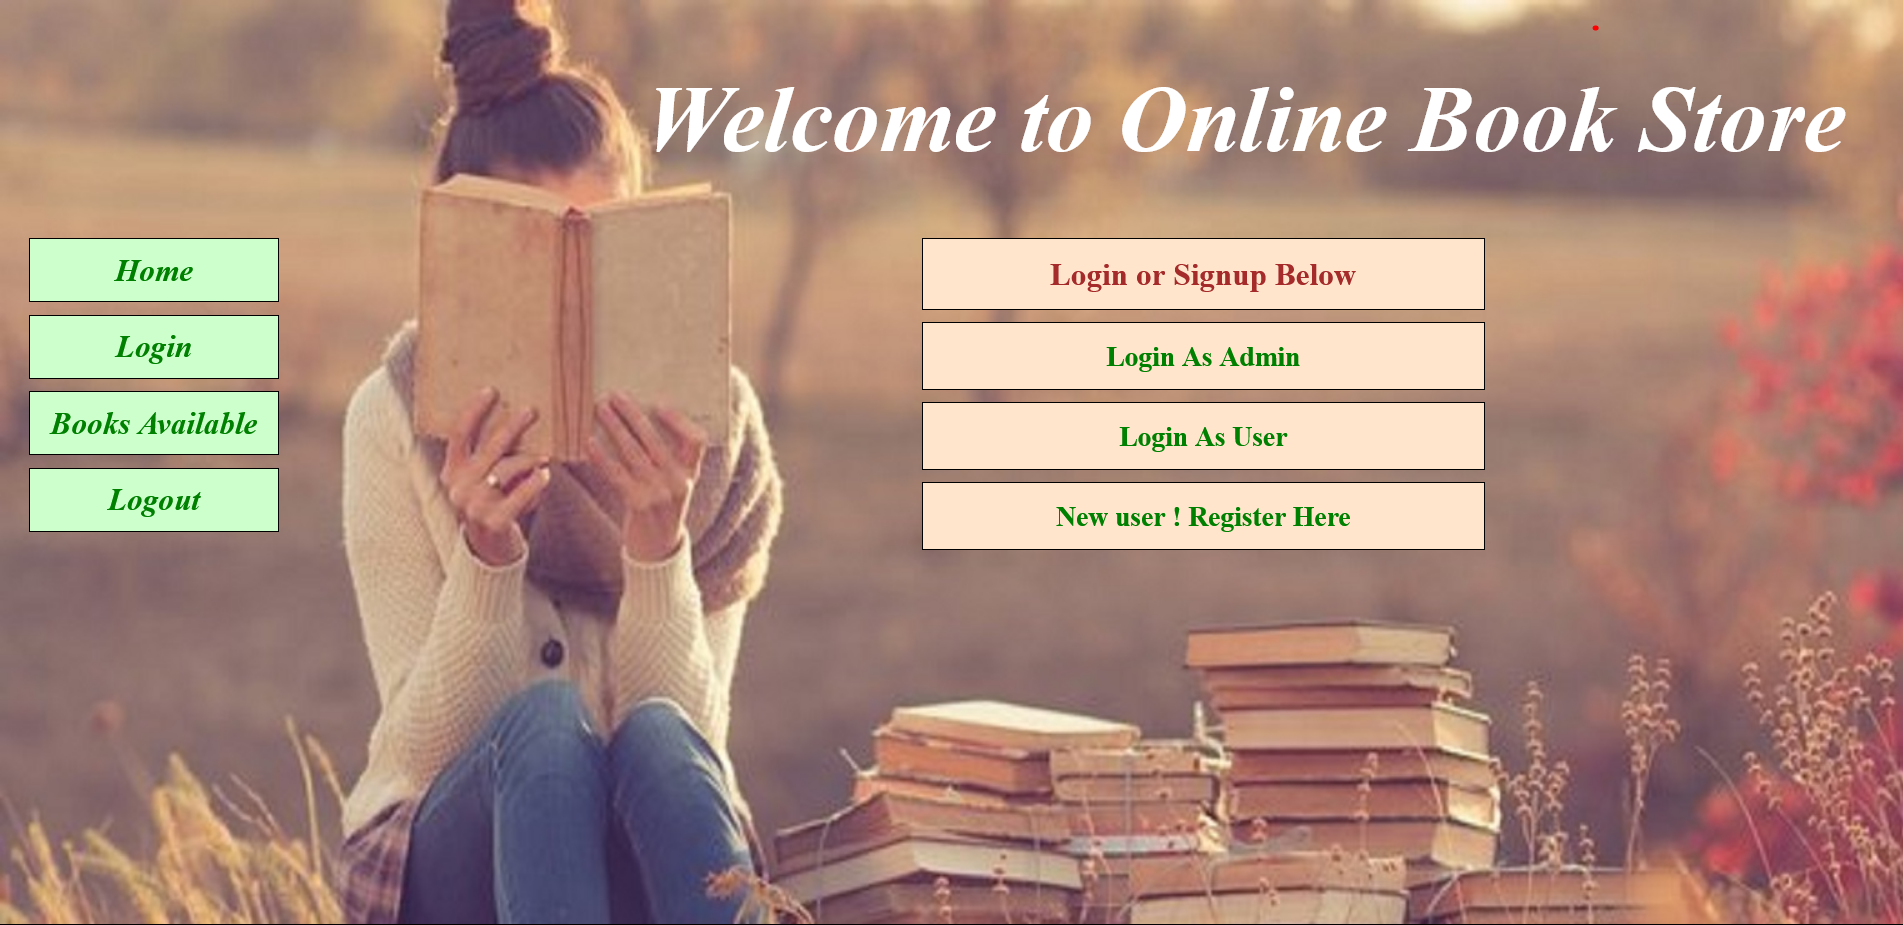 Welcome to Online Book Store
Home
Login
Books Available
Logout
Login or Signup Below
Login As Admin
Login As User
New user ! Register Here